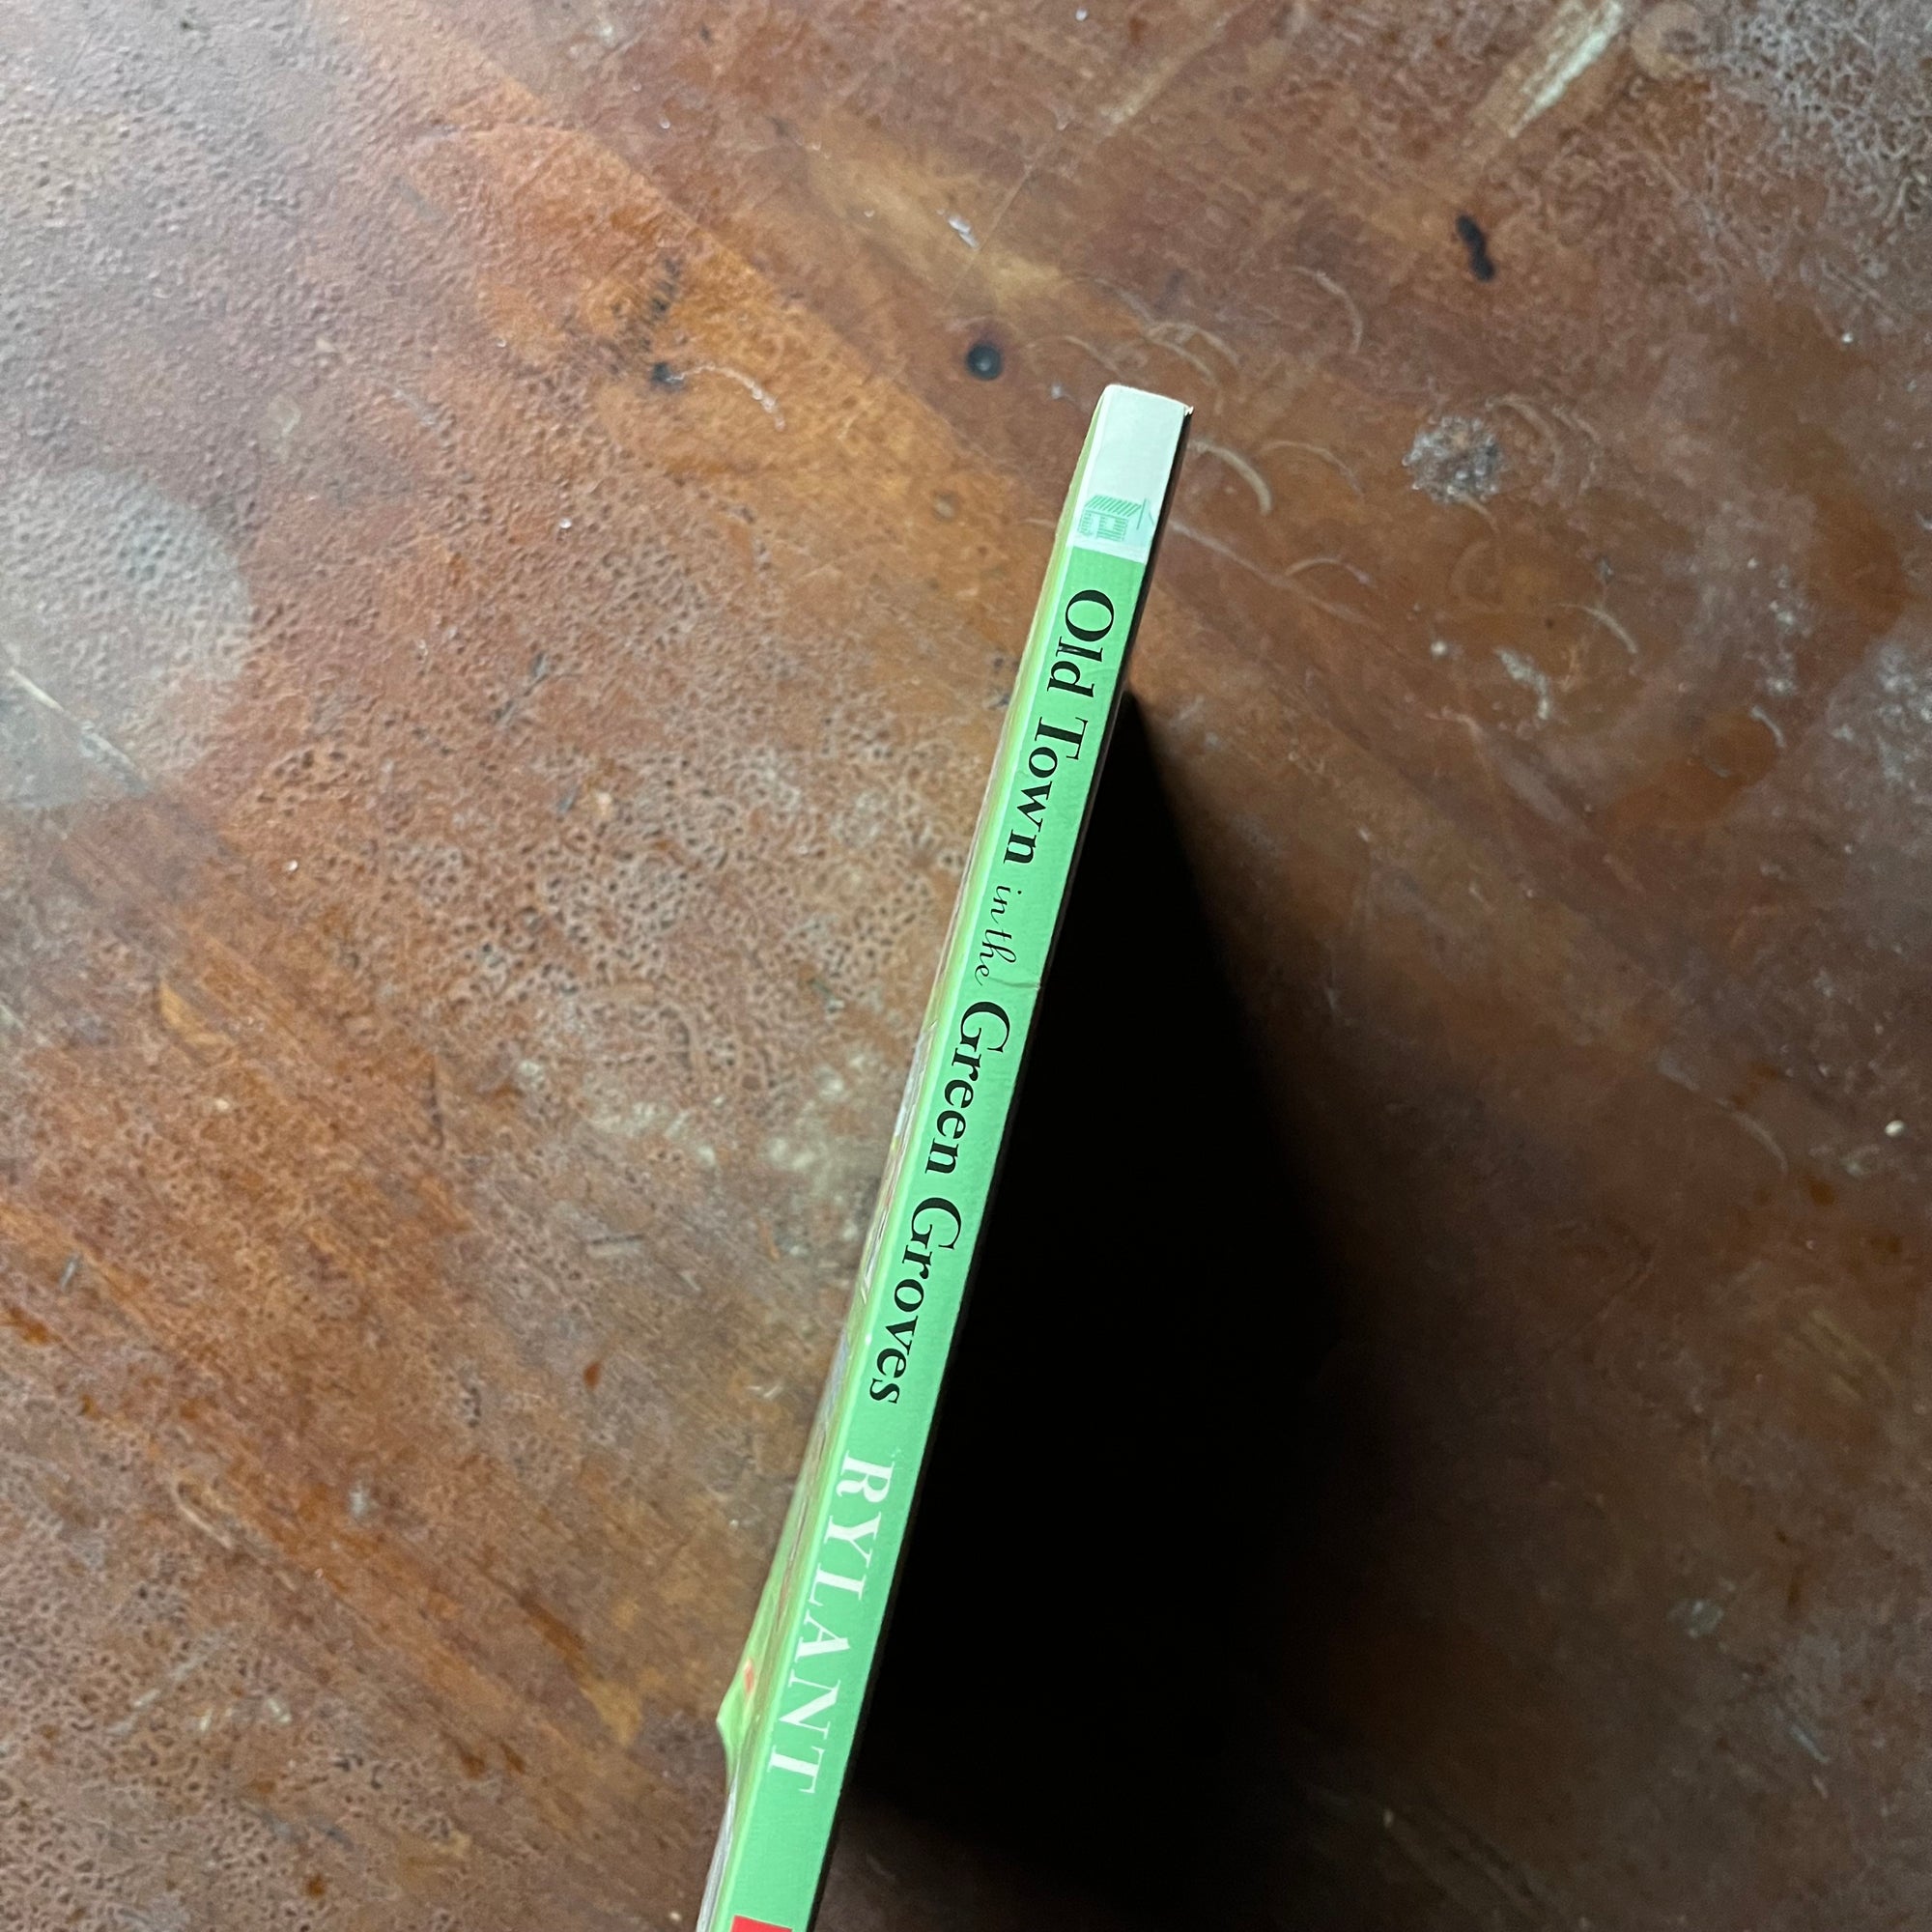 Old Town in the Green Groves RYLANT